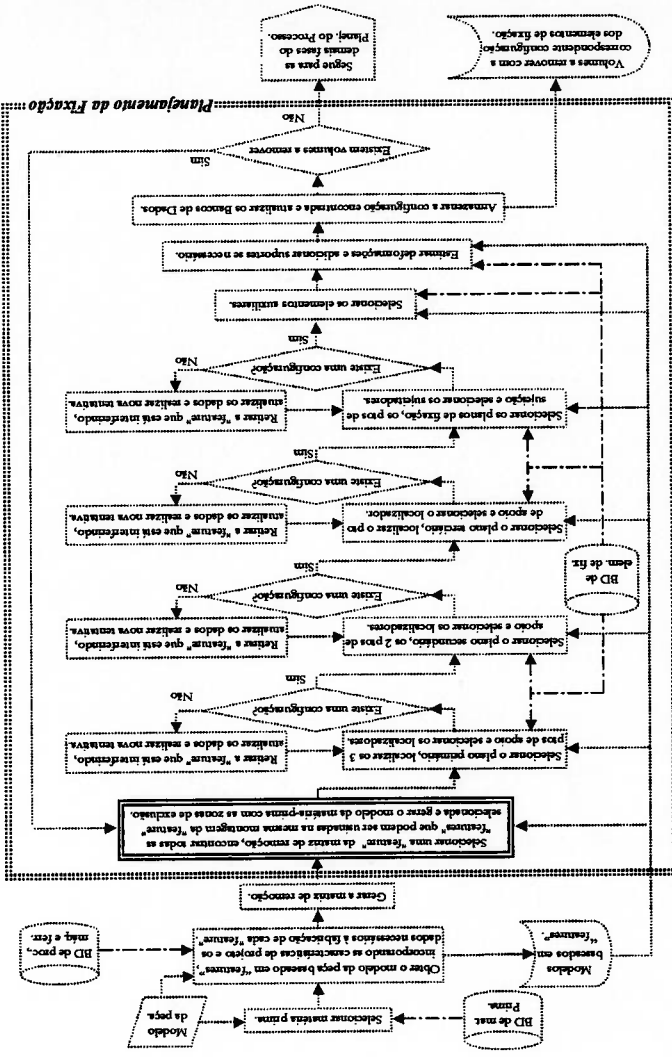 BD de mat.
Prima.
Selecionar matéria prima.
Modelo
da peça.
Modelos
baseados em
“features”.
Obter o modelo da peça baseado em “features”,
incorporando as características de projeto e os
dados necessários à fabricação de cada “feature”.
BD de proc.,
máq. e ferr.
Gerar a matriz de remoção.
Selecionar uma "feature" da matriz de remoção, encontrar todas as
"features" que podem ser usinadas na mesma montagem da "feature"
selecionada e gerar o modelo da matéria-prima com as zonas de exclusão.
Selecionar o plano primário, localizar os 3
ptos de apoio e selecionar os localizadores.
Retirar a "feature" que está interferindo,
atualizar os dados e realizar nova tentativa.
Existe uma configuração?
Não
Sim
Selecionar o plano secundário, os 2 ptos de
apoio e selecionar os localizadores.
Retirar a "feature" que está interferindo,
atualizar os dados e realizar nova tentativa.
Existe uma configuração?
Não
Sim
BD de
elem. de fix.
Selecionar o plano terciário, localizar o pto
de apoio e selecionar o localizador.
Retirar a "feature" que está interferindo,
atualizar os dados e realizar nova tentativa.
Existe uma configuração?
Não
Sim
Selecionar os planos de fixação, os ptos de
sujeição e selecionar os sujeitadores.
Retirar a "feature" que está interferindo,
atualizar os dados e realizar nova tentativa.
Existe uma configuração?
Não
Sim
Selecionar os elementos auxiliares.
Estimar deformações e adicionar suportes se necessário.
Armazenar a configuração encontrada e atualizar os Bancos de Dados.
Existem volumes a remover
Sim
Não
Planejamento da Fixação
Volumes a remover com a
correspondente configuração
dos elementos de fixação.
Segue para as
demais fases do
Planej. do Processo.